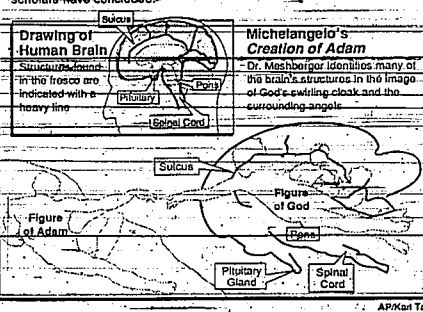 scholars have concluded.
Drawing of
Human Brain
Structures found
in the fresco are
indicated with a
heavy line
Sulcus
Pons
Pituitary
Spinal Cord
Michelangelo's
Creation of Adam
Dr. Meshberger identifies many of
the brain's structures in the image
of God's swirling cloak and the
surrounding angels
Sulcus
Figure
of God
Figure
of Adam
Pons
Pituitary
Gland
Spinal
Cord
AP/Karl